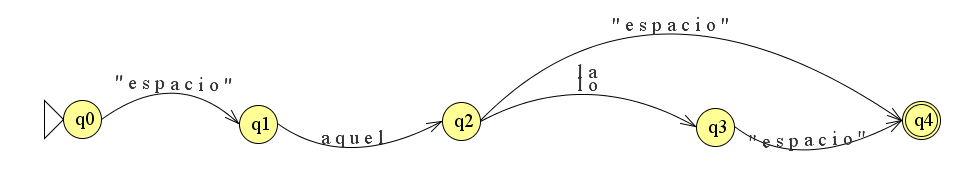 "espacio"
"espacio"
la
lo
q0
q1
aquel
q2
q3
"espacio"
q4